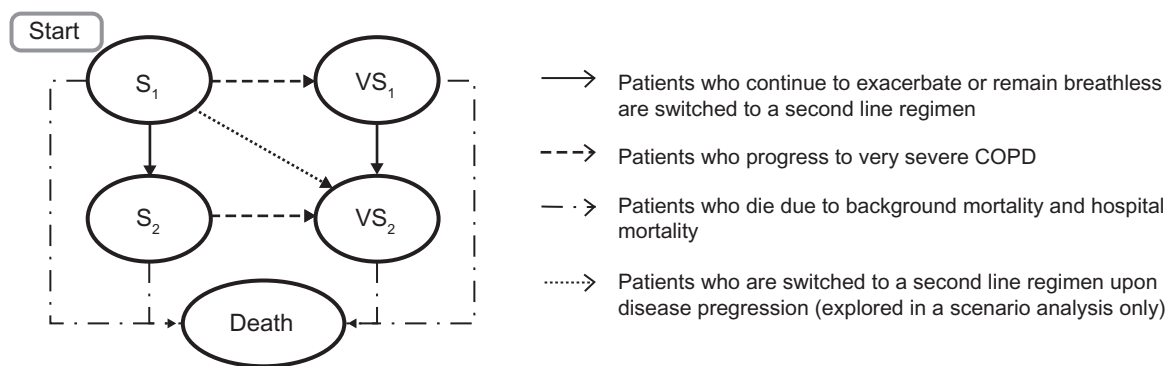 Start
S₁
VS₁
S₂
VS₂
Death
Patients who continue to exacerbate or remain breathless
are switched to a second line regimen
Patients who progress to very severe COPD
Patients who die due to background mortality and hospital
mortality
Patients who are switched to a second line regimen upon
disease pregression (explored in a scenario analysis only)